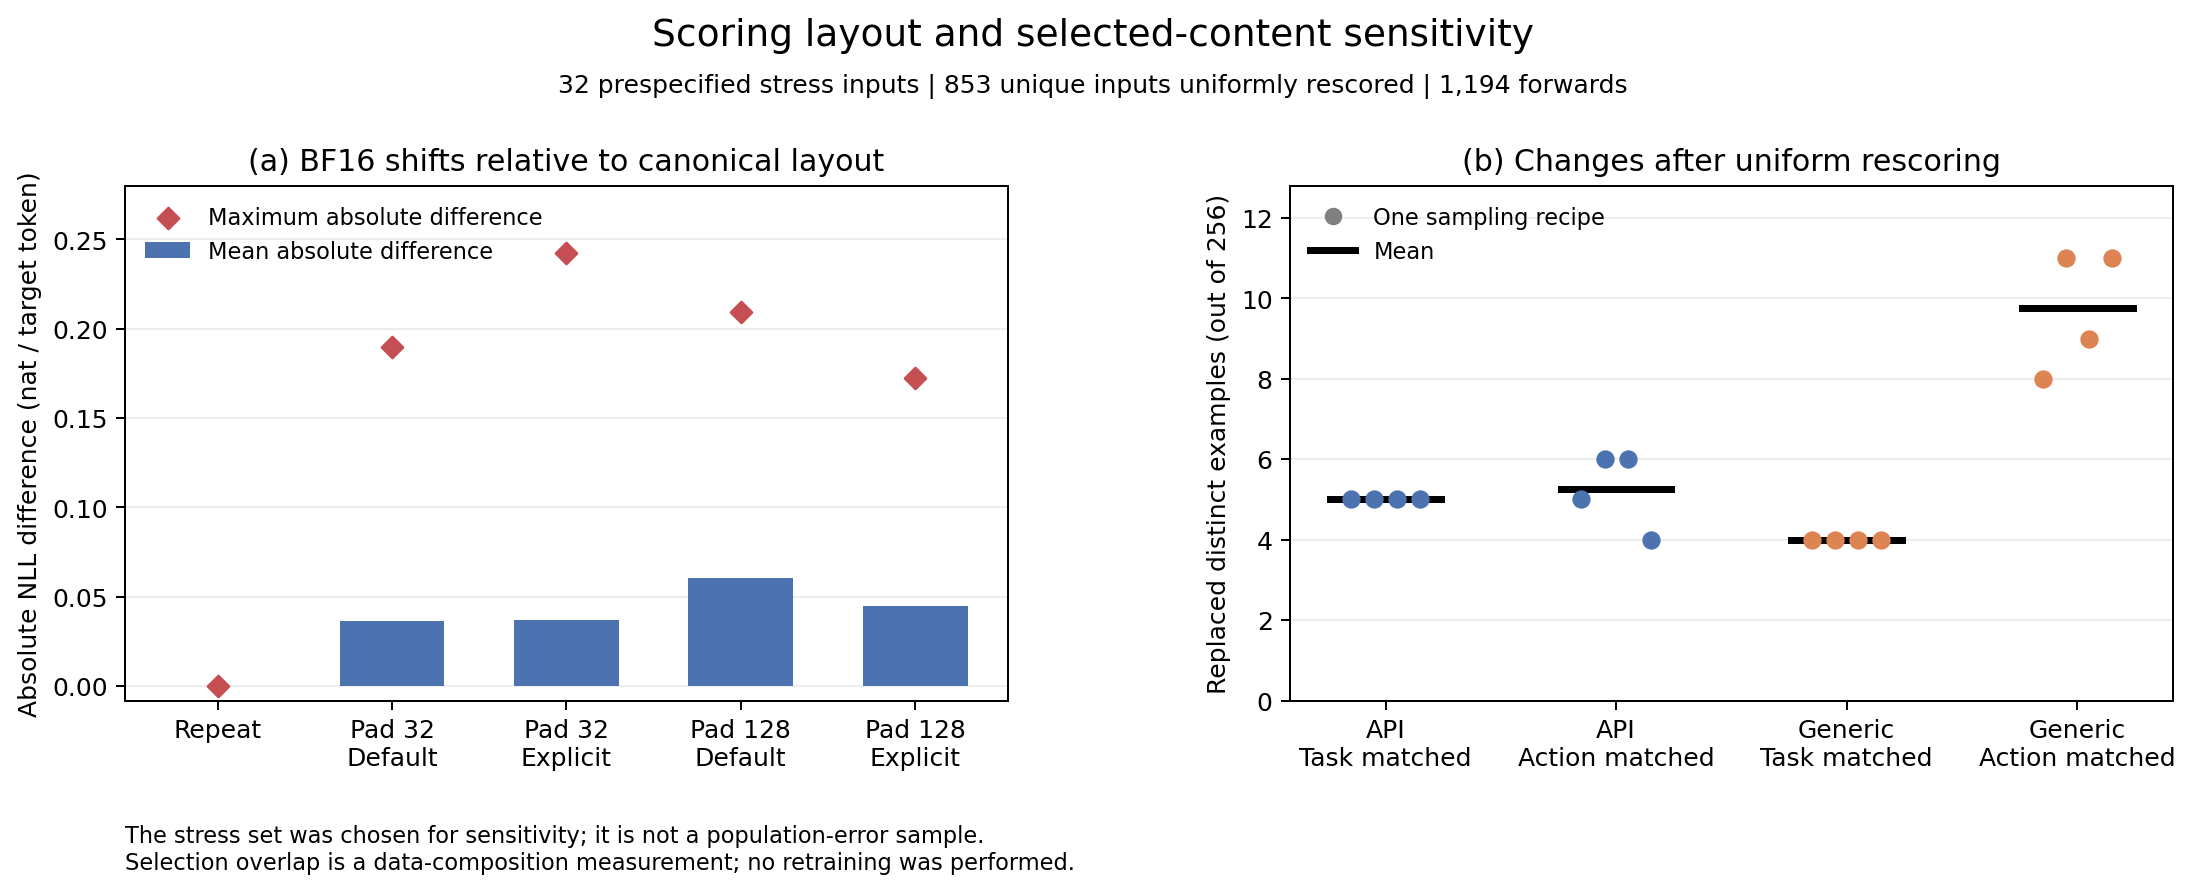 Scoring layout and selected-content sensitivity
32 prespecified stress inputs | 853 unique inputs uniformly rescored | 1,194 forwards
(a) BF16 shifts relative to canonical layout
Absolute NLL difference (nat / target token)
0.25
0.20
0.15
0.10
0.05
0.00
Maximum absolute difference
Mean absolute difference
Repeat
Pad 32
Default
Pad 32
Explicit
Pad 128
Default
Pad 128
Explicit
(b) Changes after uniform rescoring
Replaced distinct examples (out of 256)
12
10
8
6
4
2
0
One sampling recipe
Mean
API
Task matched
API
Action matched
Generic
Task matched
Generic
Action matched
The stress set was chosen for sensitivity; it is not a population-error sample.
Selection overlap is a data-composition measurement; no retraining was performed.